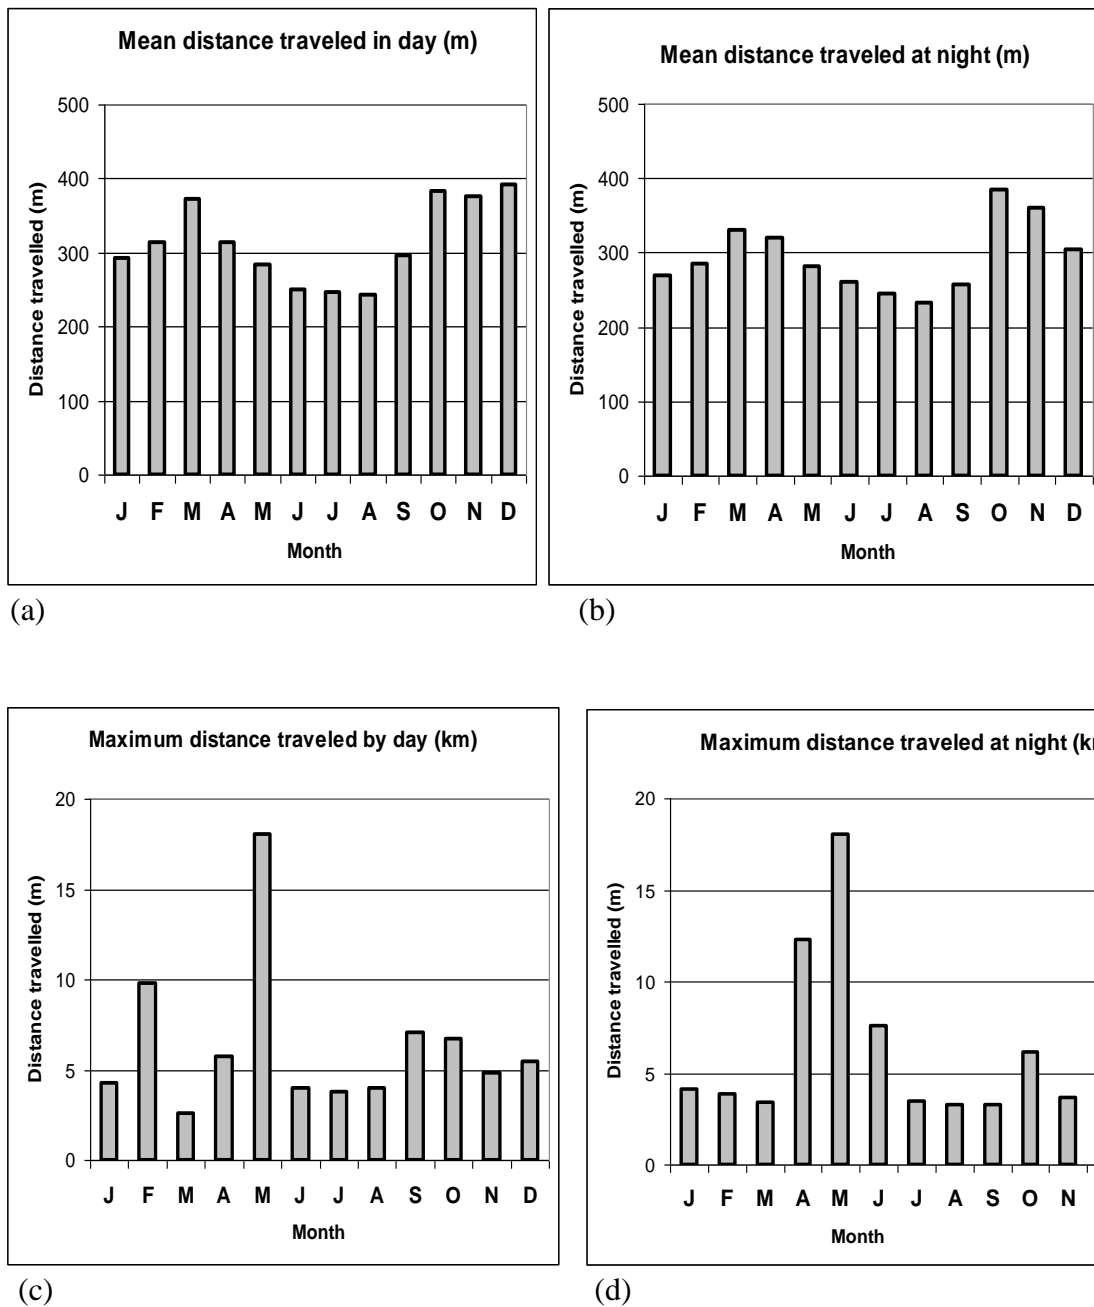 Mean distance traveled in day (m)
500
400
300
200
100
0
Distance travelled (m)
J F M A M J J A S O N D
Month
(a)
Mean distance traveled at night (m)
500
400
300
200
100
0
Distance travelled (m)
J F M A M J J A S O N D
Month
(b)
Maximum distance traveled by day (km)
20
15
10
5
0
Distance travelled (m)
J F M A M J J A S O N D
Month
(c)
Maximum distance traveled at night
20
15
10
5
0
Distance travelled (m)
J F M A M J J A S O N
Month
(d)